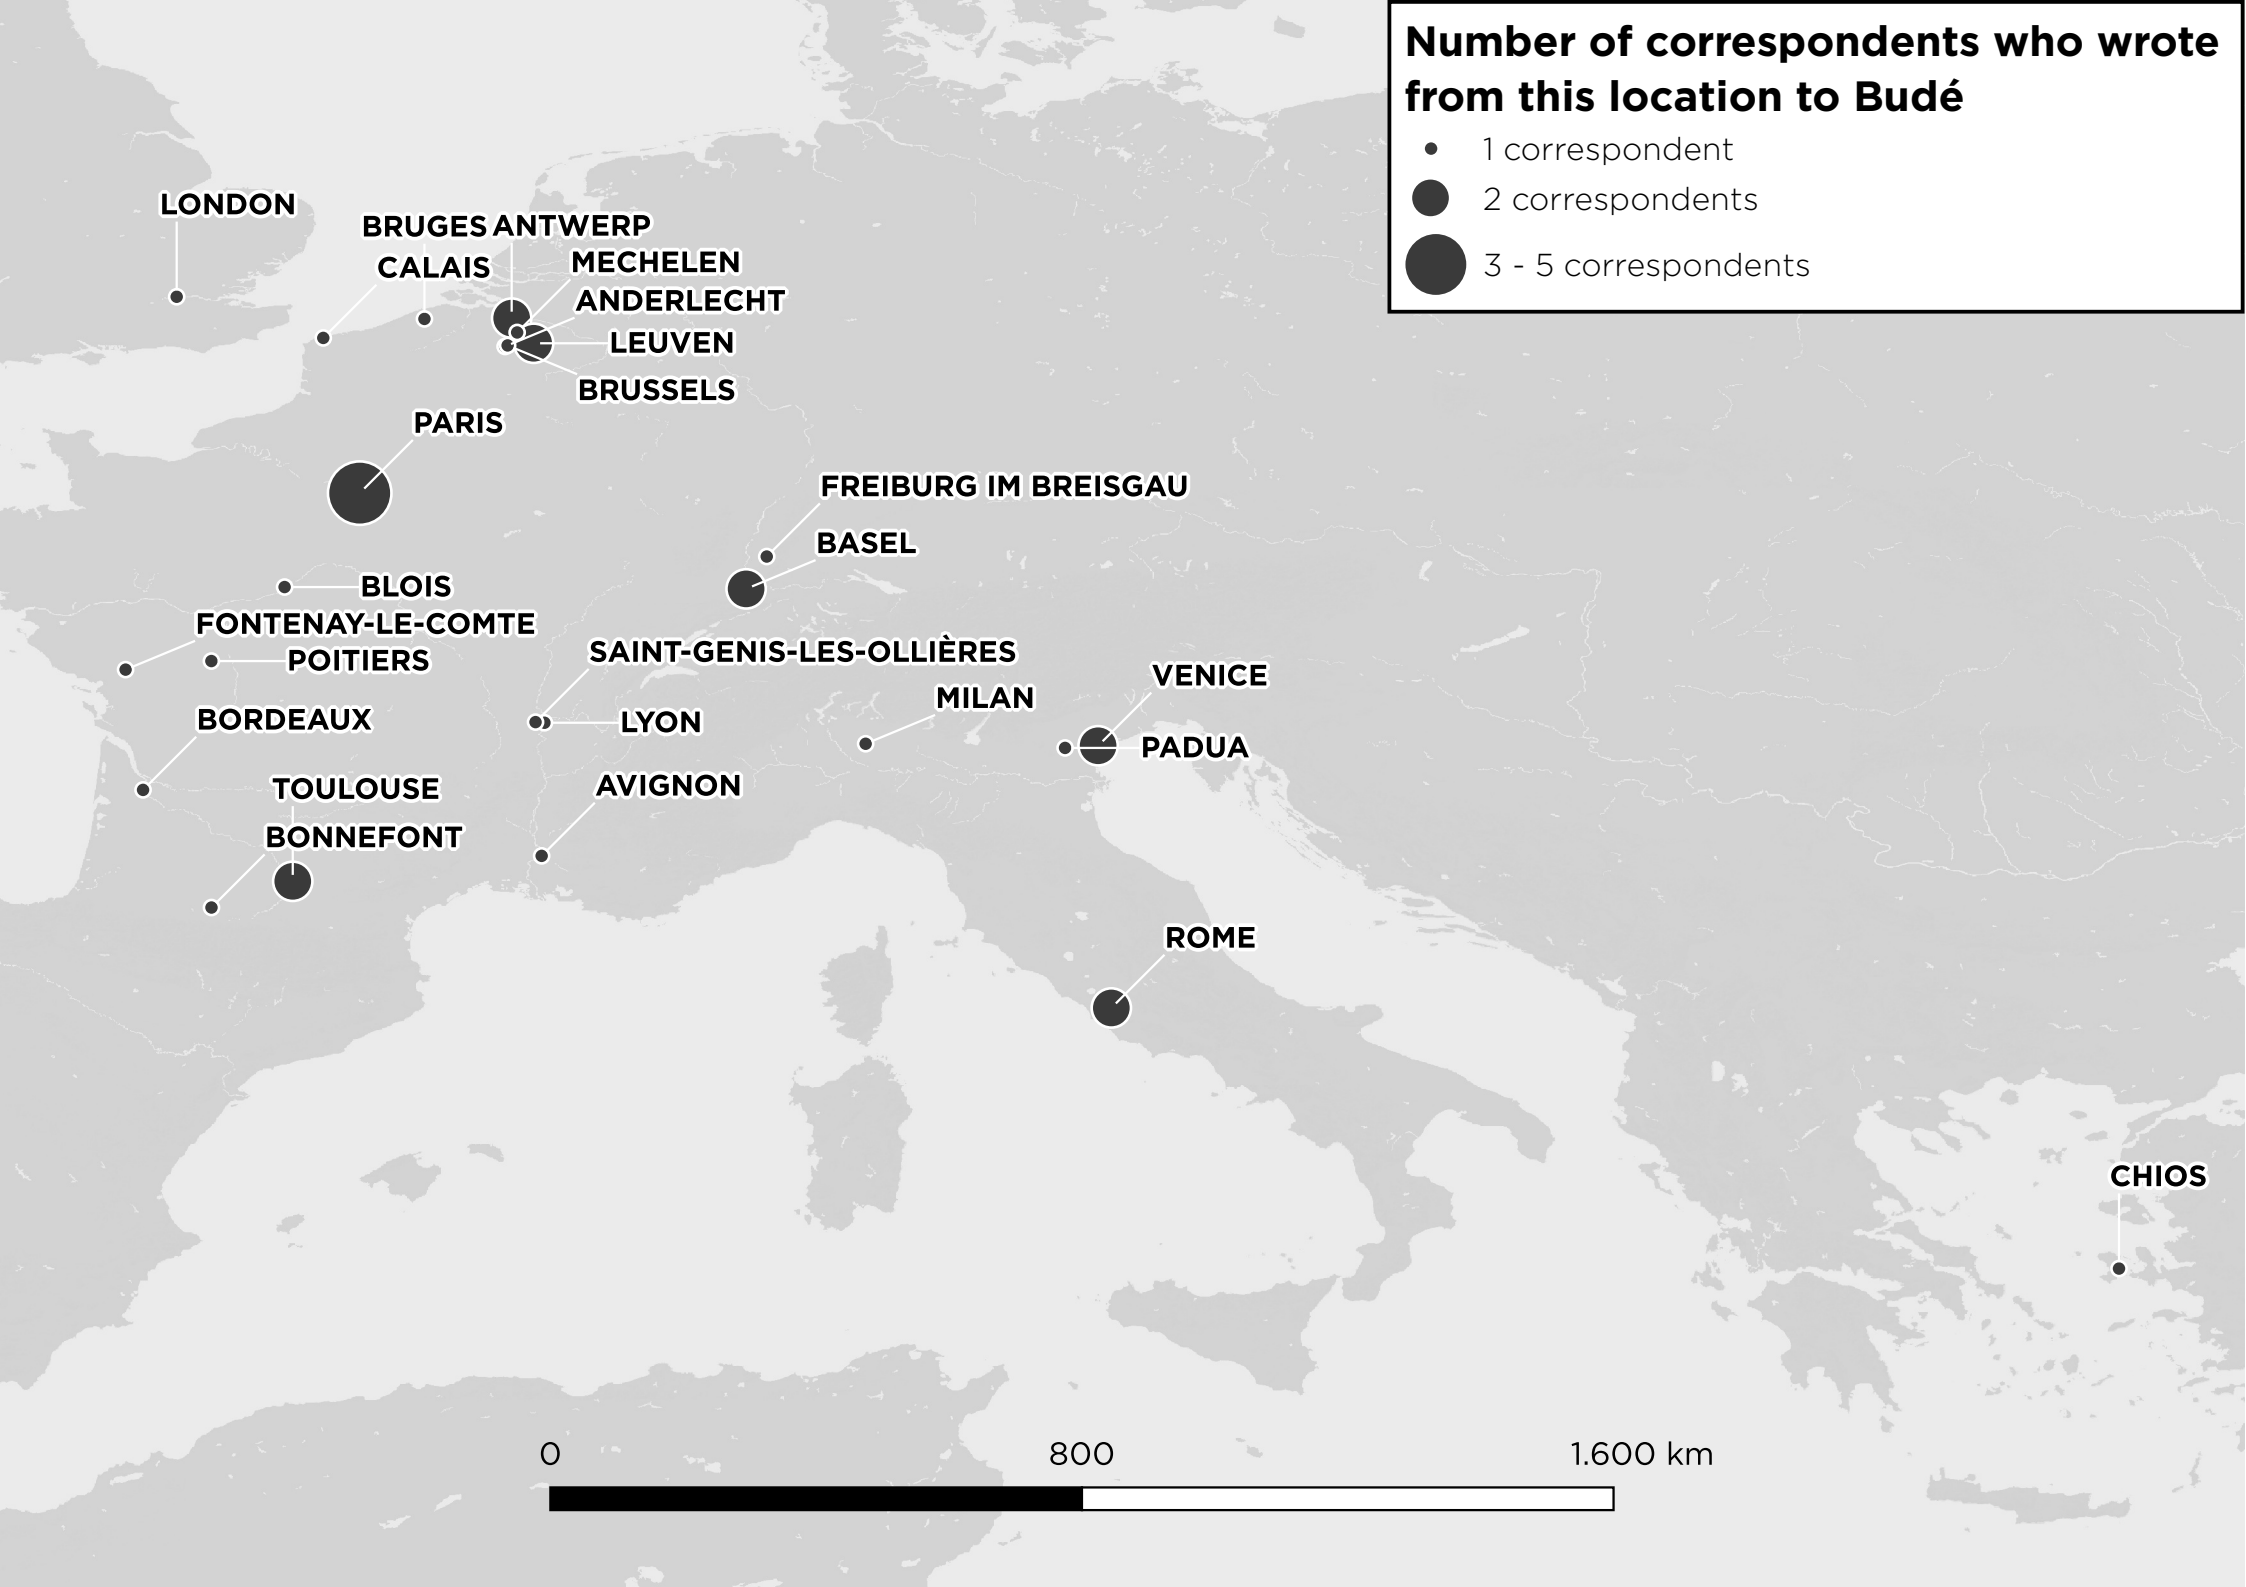 Number of correspondents who wrote
from this location to Budé
1 correspondent
2 correspondents
3 - 5 correspondents
LONDON
BRUGES
ANTWERP
CALAIS
MECHELEN
ANDERLECHT
LEUVEN
BRUSSELS
PARIS
FREIBURG IM BREISGAU
BASEL
BLOIS
FONTENAY-LE-COMTE
POITIERS
SAINT-GENIS-LES-OLLIÈRES
VENICE
MILAN
BORDEAUX
LYON
PADUA
TOULOUSE
AVIGNON
BONNEFONT
ROME
CHIOS
0
800
1.600 km